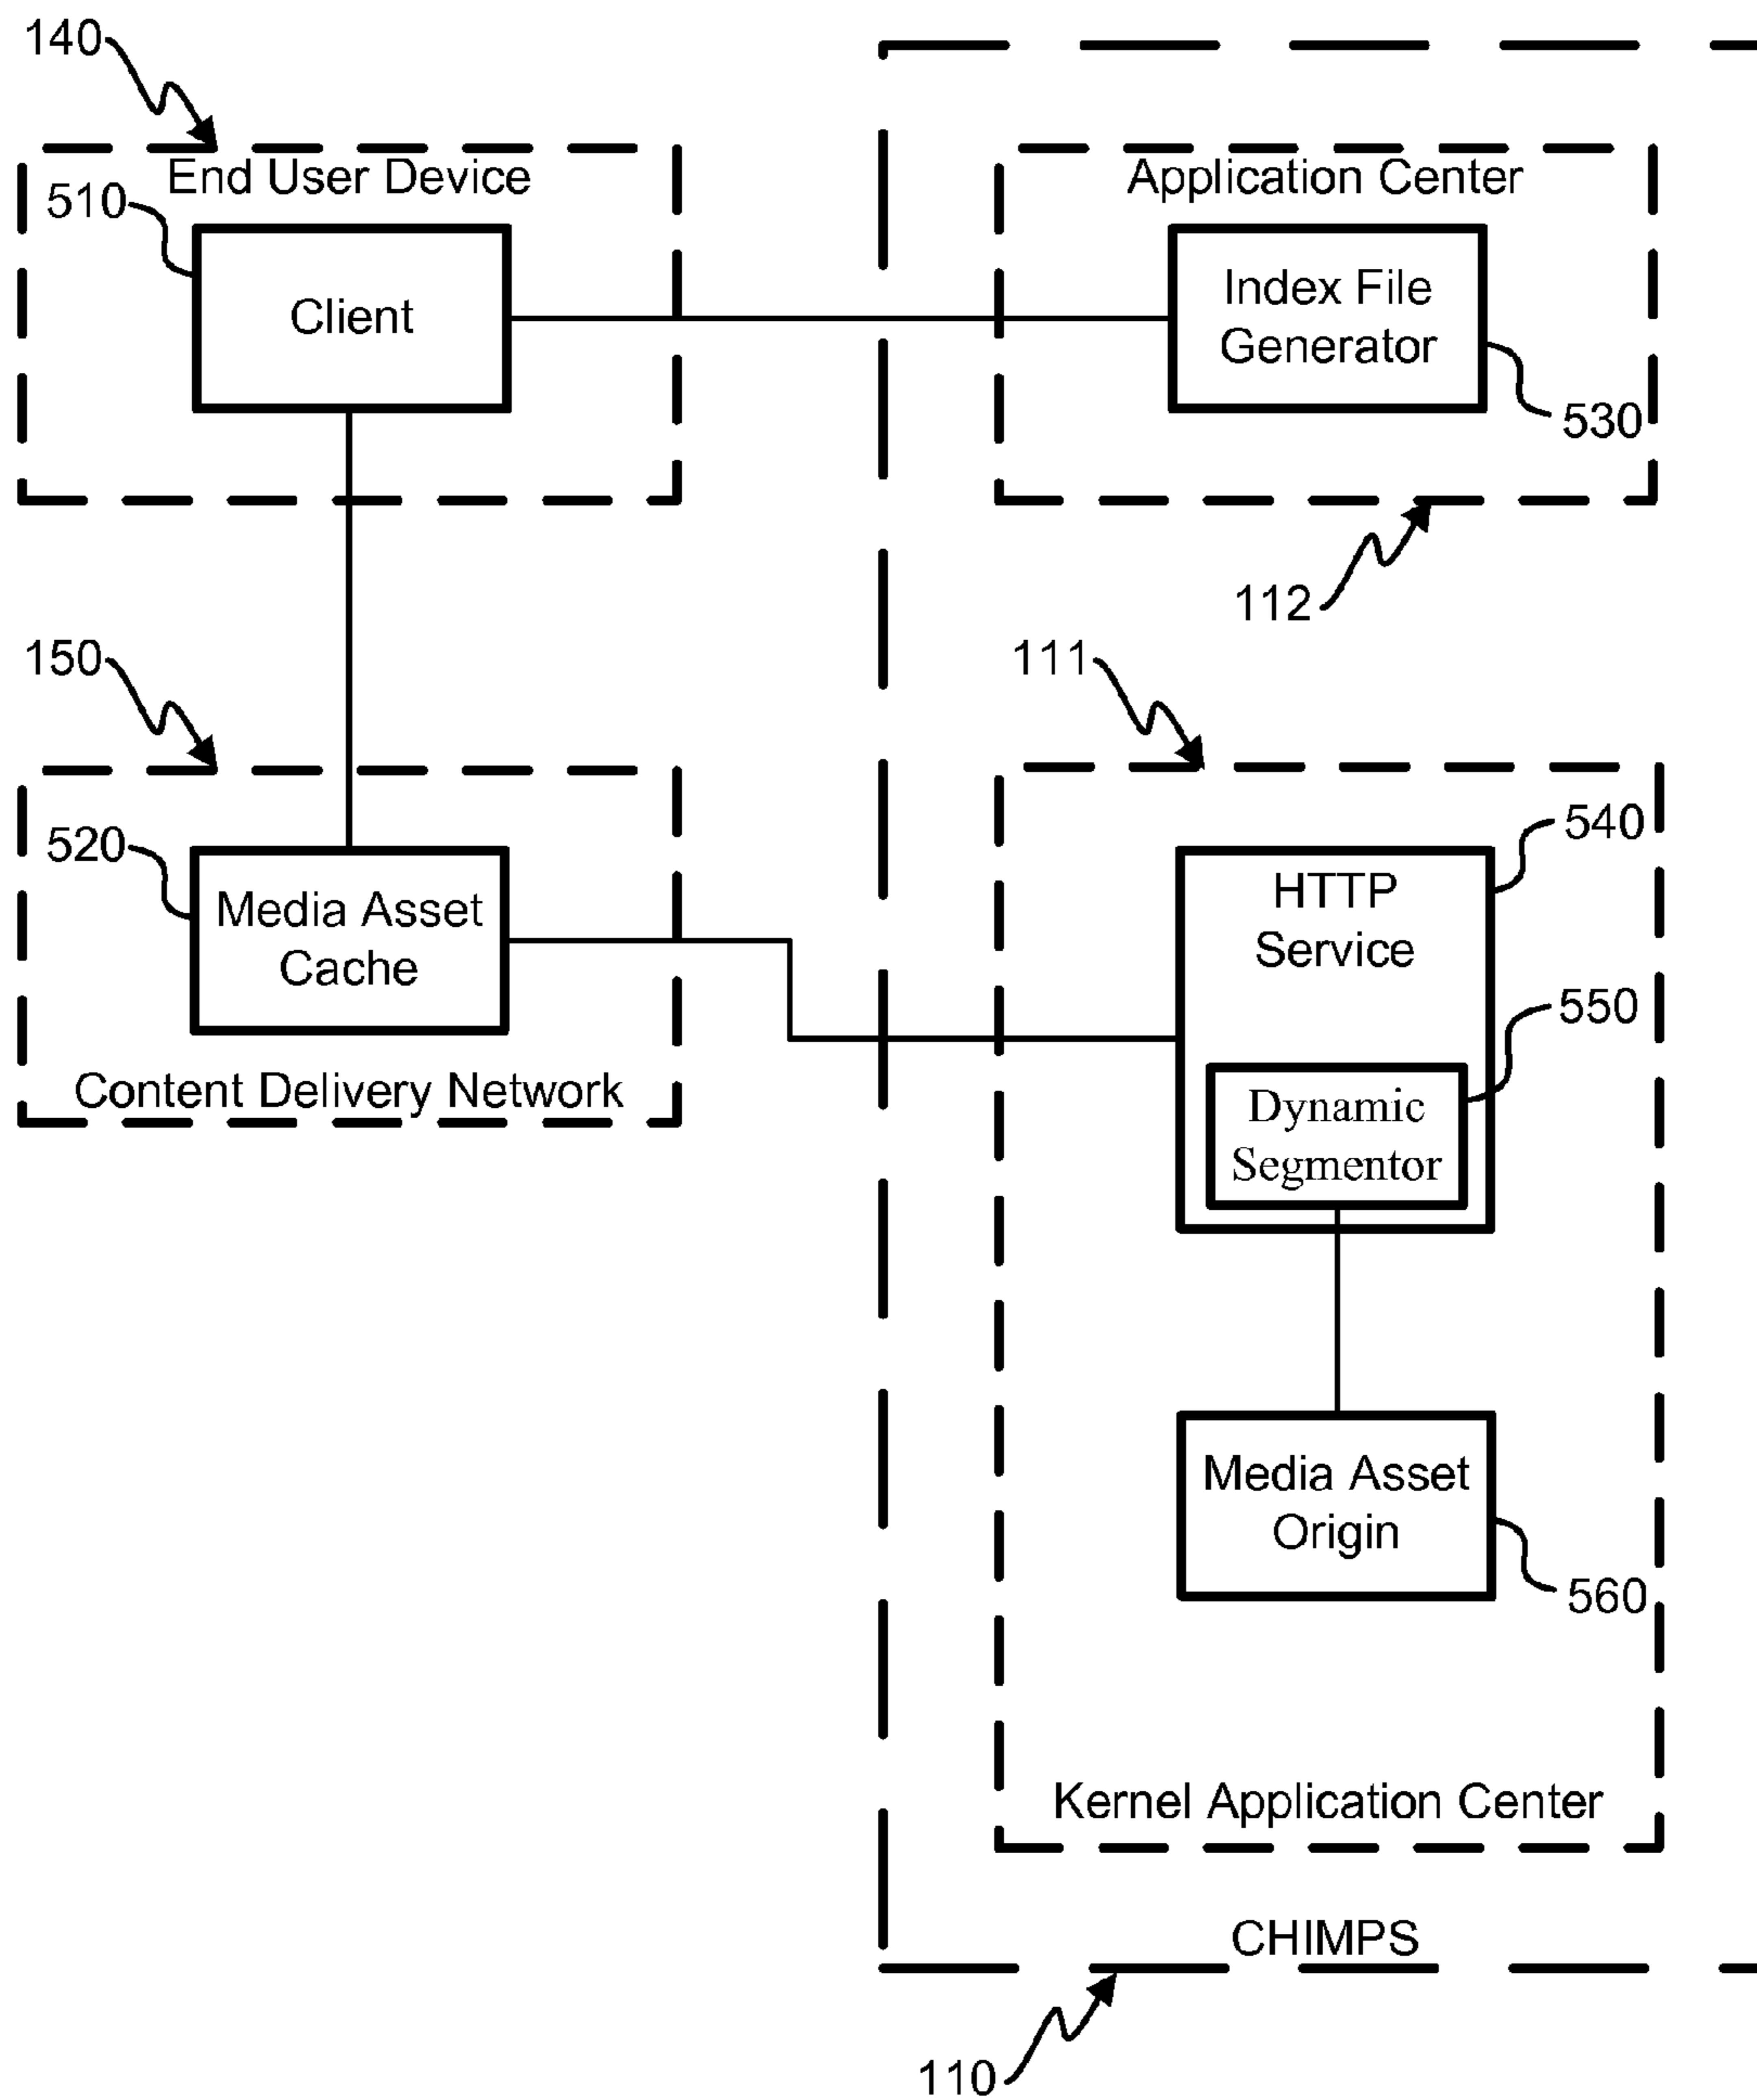 140
End User Device
510
Client
Application Center
Index File
Generator
530
112
150
520
Media Asset
Cache
Content Delivery Network
111
540
HTTP
Service
550
Dynamic
Segmentor
Media Asset
Origin
560
Kernel Application Center
CHIMPS
110